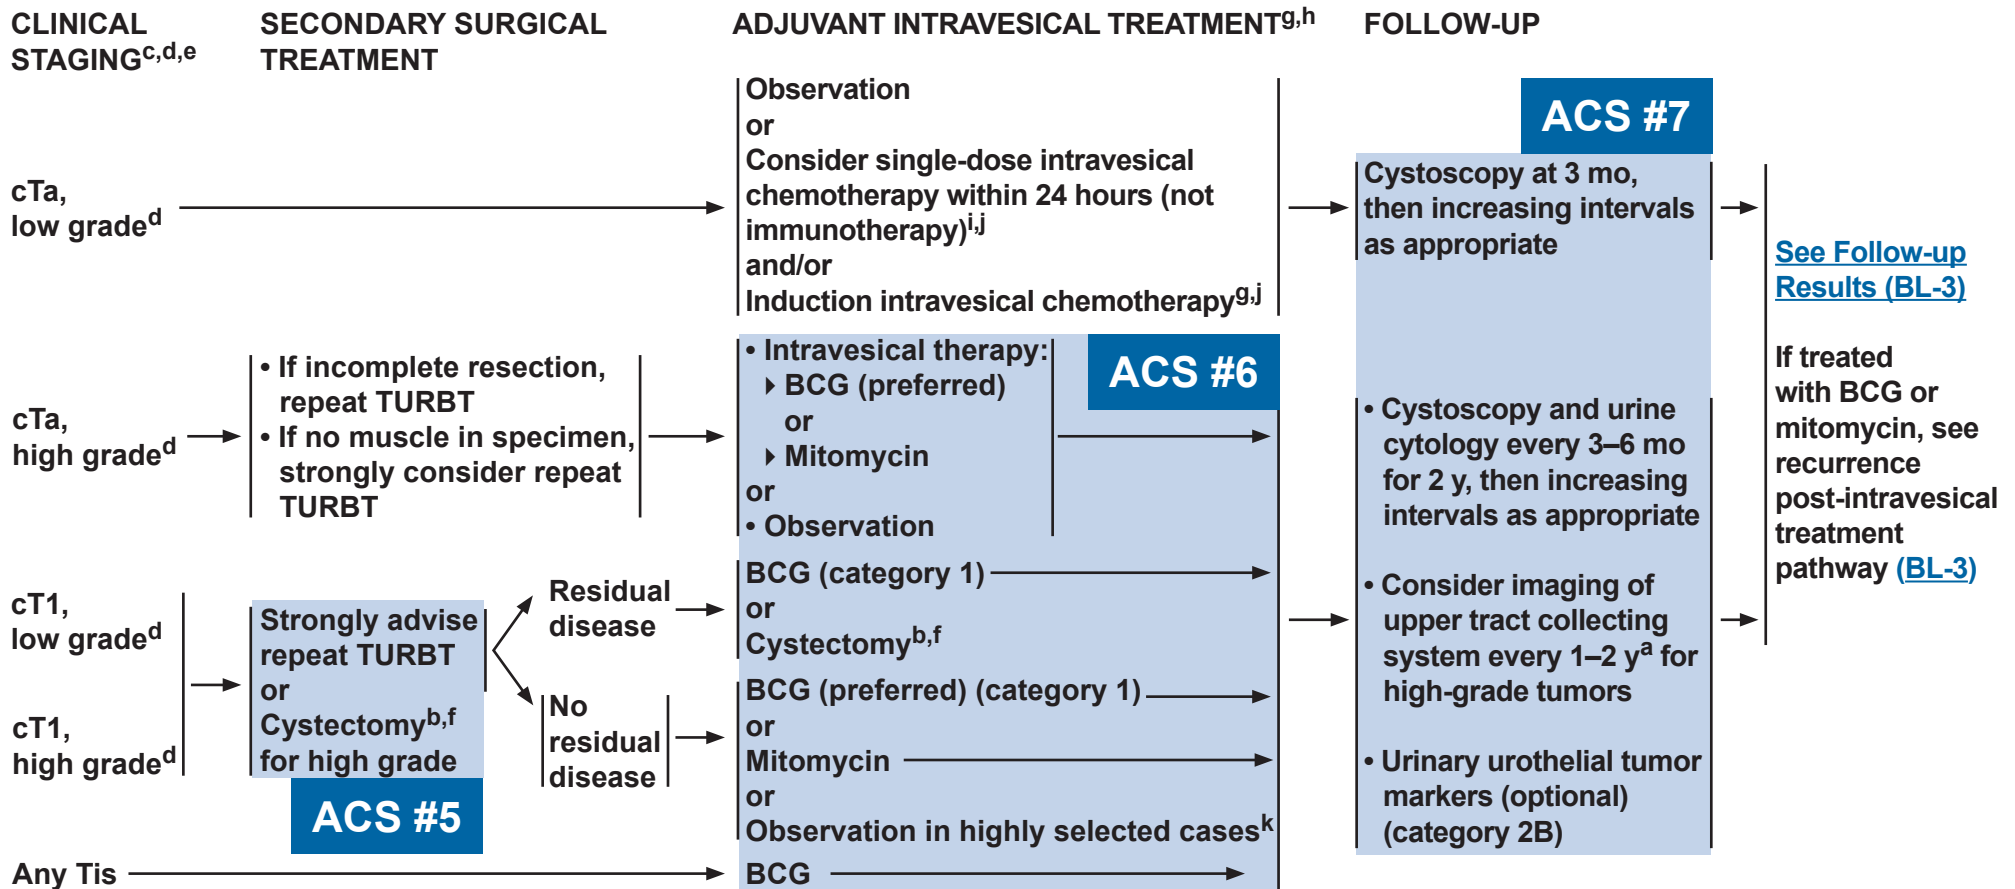 CLINICAL
STAGINGc,d,e
SECONDARY SURGICAL
TREATMENT
ADJUVANT INTRAVESICAL TREATMENTg,h
FOLLOW-UP
cTa,
low graded
Observation
or
Consider single-dose intravesical
chemotherapy within 24 hours (not
immunotherapy)i,j
and/or
Induction intravesical chemotherapyg,j
ACS #7
Cystoscopy at 3 mo,
then increasing intervals
as appropriate
See Follow-up
Results (BL-3)
If treated
with BCG or
mitomycin, see
recurrence
post-intravesical
treatment
pathway (BL-3)
cTa,
high graded
• If incomplete resection,
repeat TURBT
• If no muscle in specimen,
strongly consider repeat
TURBT
• Intravesical therapy:
BCG (preferred)
or
Mitomycin
or
• Observation
ACS #6
• Cystoscopy and urine
cytology every 3–6 mo
for 2 y, then increasing
intervals as appropriate
• Consider imaging of
upper tract collecting
system every 1–2 ya for
high-grade tumors
• Urinary urothelial tumor
markers (optional)
(category 2B)
cT1,
low graded
cT1,
high graded
Strongly advise
repeat TURBT
or
Cystectomyb,f
for high grade
ACS #5
Residual
disease
BCG (category 1)
or
Cystectomyb,f
No
residual
disease
BCG (preferred) (category 1)
or
Mitomycin
or
Observation in highly selected casesk
Any Tis
BCG